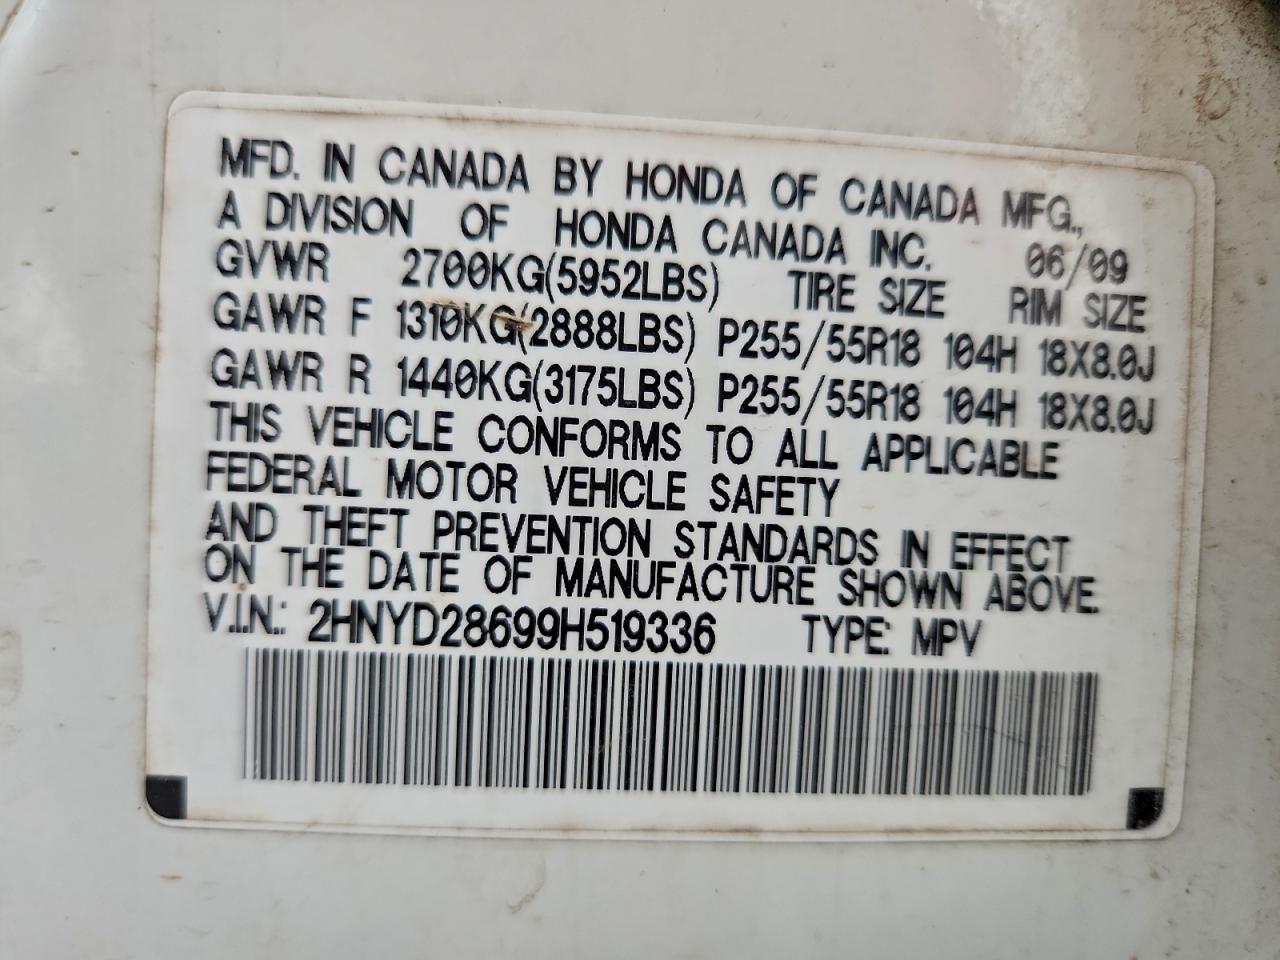 MFD. IN CANADA BY HONDA OF CANADA MFG.,
A DIVISION OF HONDA CANADA INC. 06/09
GVWR 2700KG(5952LBS) TIRE SIZE RIM SIZE
GAWR F 1310KG(2888LBS) P255/55R18 104H 18X8.0J
GAWR R 1440KG(3175LBS) P255/55R18 104H 18X8.0J
THIS VEHICLE CONFORMS TO ALL APPLICABLE
FEDERAL MOTOR VEHICLE SAFETY
AND THEFT PREVENTION STANDARDS IN EFFECT
ON THE DATE OF MANUFACTURE SHOWN ABOVE.
V.I.N.: 2HNYD28699H519336 TYPE: MPV